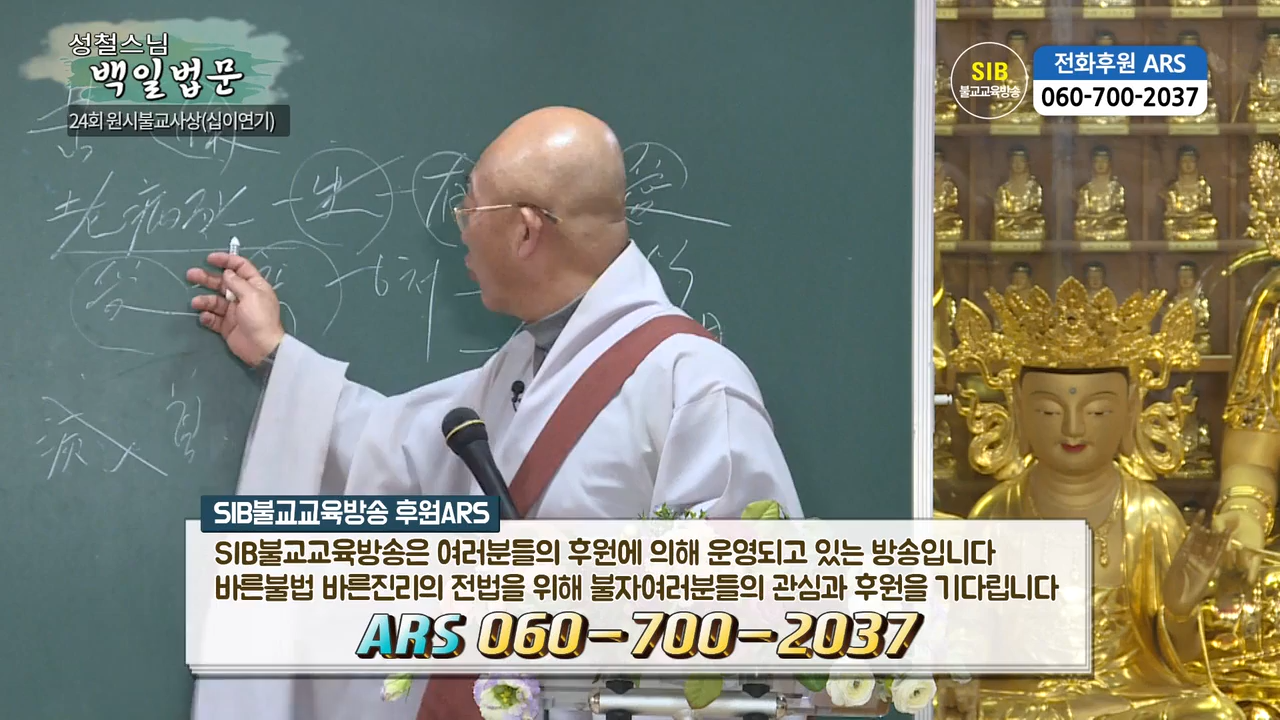 성철스님
백일법문
24회 원시불교사상(십이연기)
SIB
불교교육방송
전화후원 ARS
060-700-2037
老病死 生
受
SIB불교교육방송 후원ARS
SIB불교교육방송은 여러분들의 후원에 의해 운영되고 있는 방송입니다
바른불법 바른진리의 전법을 위해 불자여러분들의 관심과 후원을 기다립니다
ARS 060-700-2037